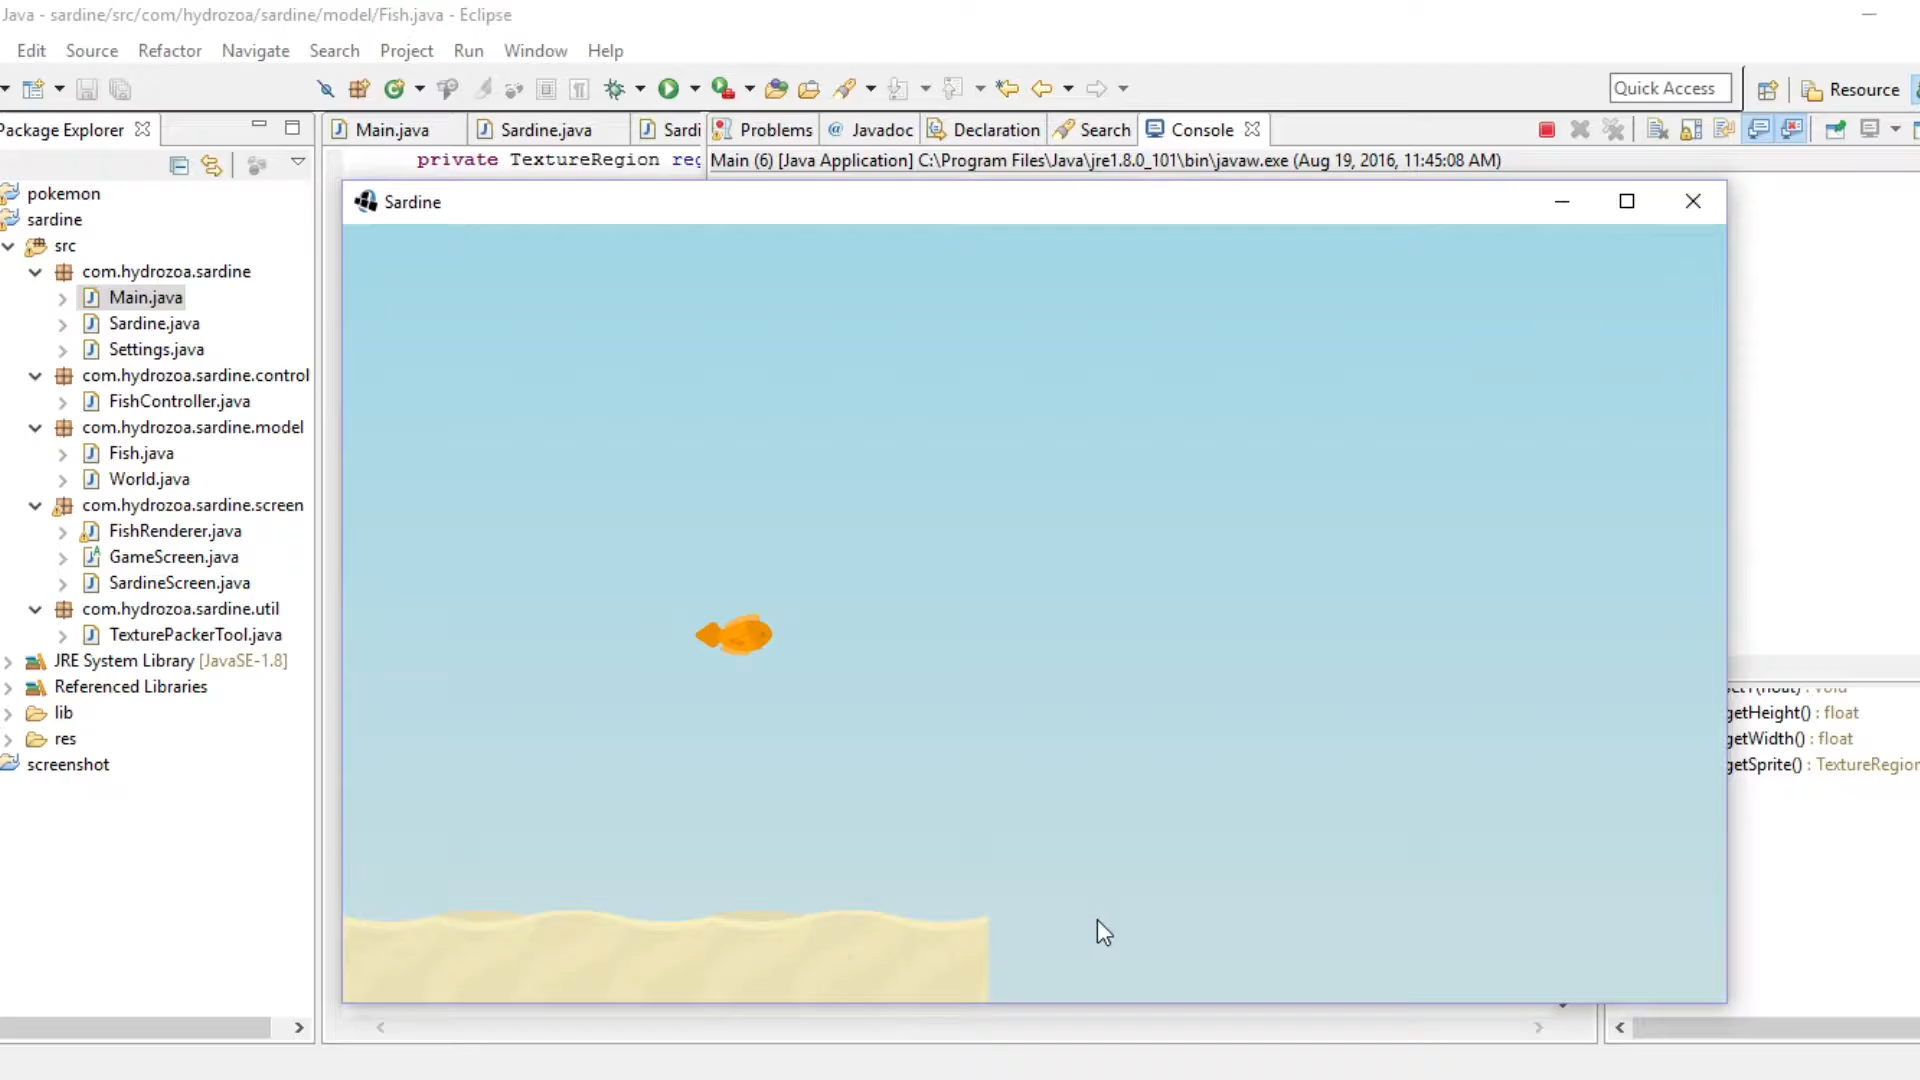 Java - sardine/src/com/hydrozoa/sardine/model/Fish.java - Eclipse
Edit Source Refactor Navigate Search Project Run Window Help
Quick Access
Resource
Package Explorer
Main.java
Sardine.java
Sardi
Problems
@ Javadoc
Declaration
Search
Console
private TextureRegion reg
Main (6) [Java Application] C:\Program Files\Java\jre1.8.0_101\bin\javaw.exe (Aug 19, 2016, 11:45:08 AM)
pokemon
sardine
src
com.hydrozoa.sardine
Main.java
Sardine.java
Settings.java
com.hydrozoa.sardine.control
FishController.java
com.hydrozoa.sardine.model
Fish.java
World.java
com.hydrozoa.sardine.screen
FishRenderer.java
GameScreen.java
SardineScreen.java
com.hydrozoa.sardine.util
TexturePackerTool.java
JRE System Library [JavaSE-1.8]
Referenced Libraries
lib
res
screenshot
Sardine
getHeight() : float
getWidth() : float
getSprite() : TextureRegion